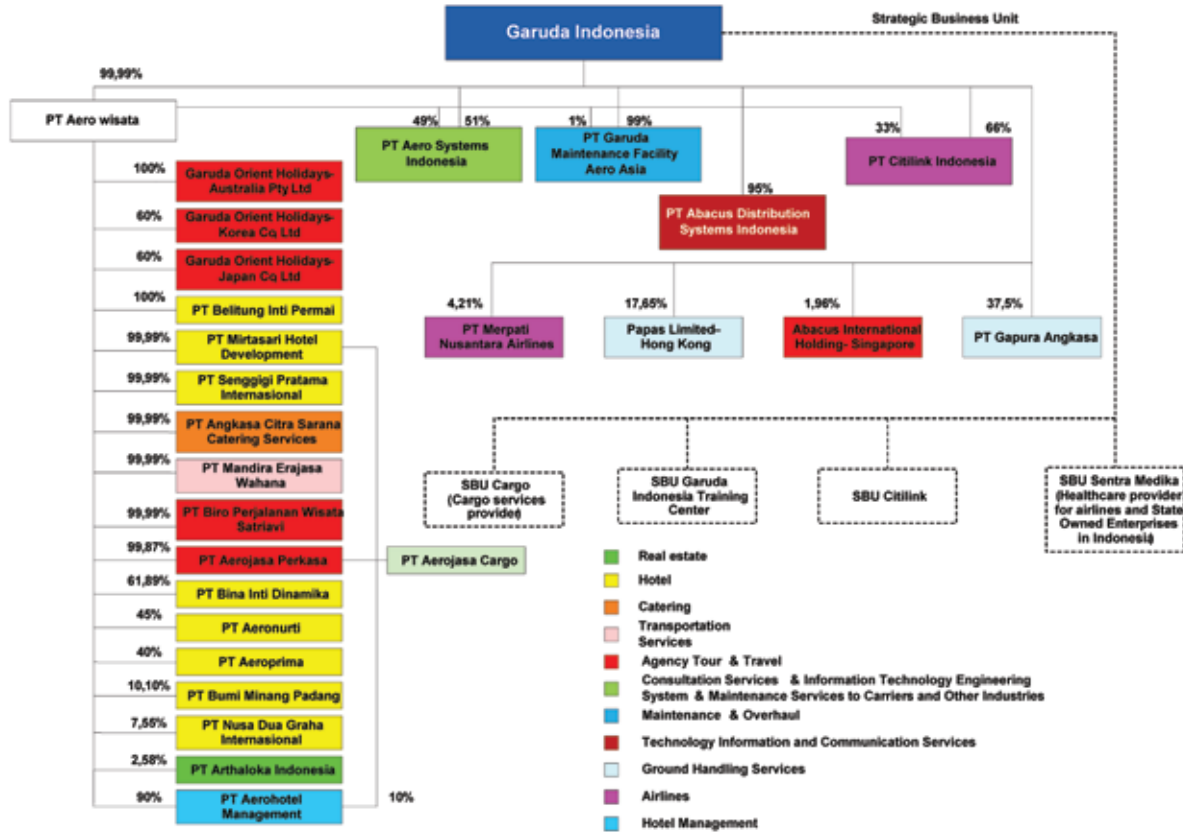 Garuda Indonesia
Strategic Business Unit
99,99%
PT Aero wisata
49%
51%
PT Aero Systems
Indonesia
1%
99%
PT Garuda
Maintenance Facility
Aero Asia
33%
66%
PT Citilink Indonesia
95%
PT Abacus Distribution
Systems Indonesia
4,21%
PT Merpati
Nusantara Airlines
17,65%
Papas Limited-
Hong Kong
1,96%
Abacus International
Holding- Singapore
37,5%
PT Gapura Angkasa
100%
Garuda Orient Holidays-
Australia Pty Ltd
60%
Garuda Orient Holidays-
Korea Co Ltd
60%
Garuda Orient Holidays-
Japan Co Ltd
100%
PT Belitung Inti Permai
99,99%
PT Mirtasari Hotel
Development
99,99%
PT Senggigi Pratama
Internasional
99,99%
PT Angkasa Citra Sarana
Catering Services
99,99%
PT Mandira Erajasa
Wahana
99,99%
PT Biro Perjalanan Wisata
Satriavi
99,87%
PT Aerojasa Perkasa
PT Aerojasa Cargo
61,89%
PT Bina Inti Dinamika
45%
PT Aeronurti
40%
PT Aeroprima
10,10%
PT Bumi Minang Padang
7,55%
PT Nusa Dua Graha
Internasional
2,58%
PT Arthaloka Indonesia
90%
PT Aerohotel
Management
10%
SBU Cargo
(Cargo services
provider)
SBU Garuda
Indonesia Training
Center
SBU Citilink
SBU Sentra Medika
(Healthcare provider
for airlines and State
Owned Enterprises
in Indonesia)
Real estate
Hotel
Catering
Transportation
Services
Agency Tour & Travel
Consultation Services & Information Technology Engineering
System & Maintenance Services to Carriers and Other Industries
Maintenance & Overhaul
Technology Information and Communication Services
Ground Handling Services
Airlines
Hotel Management